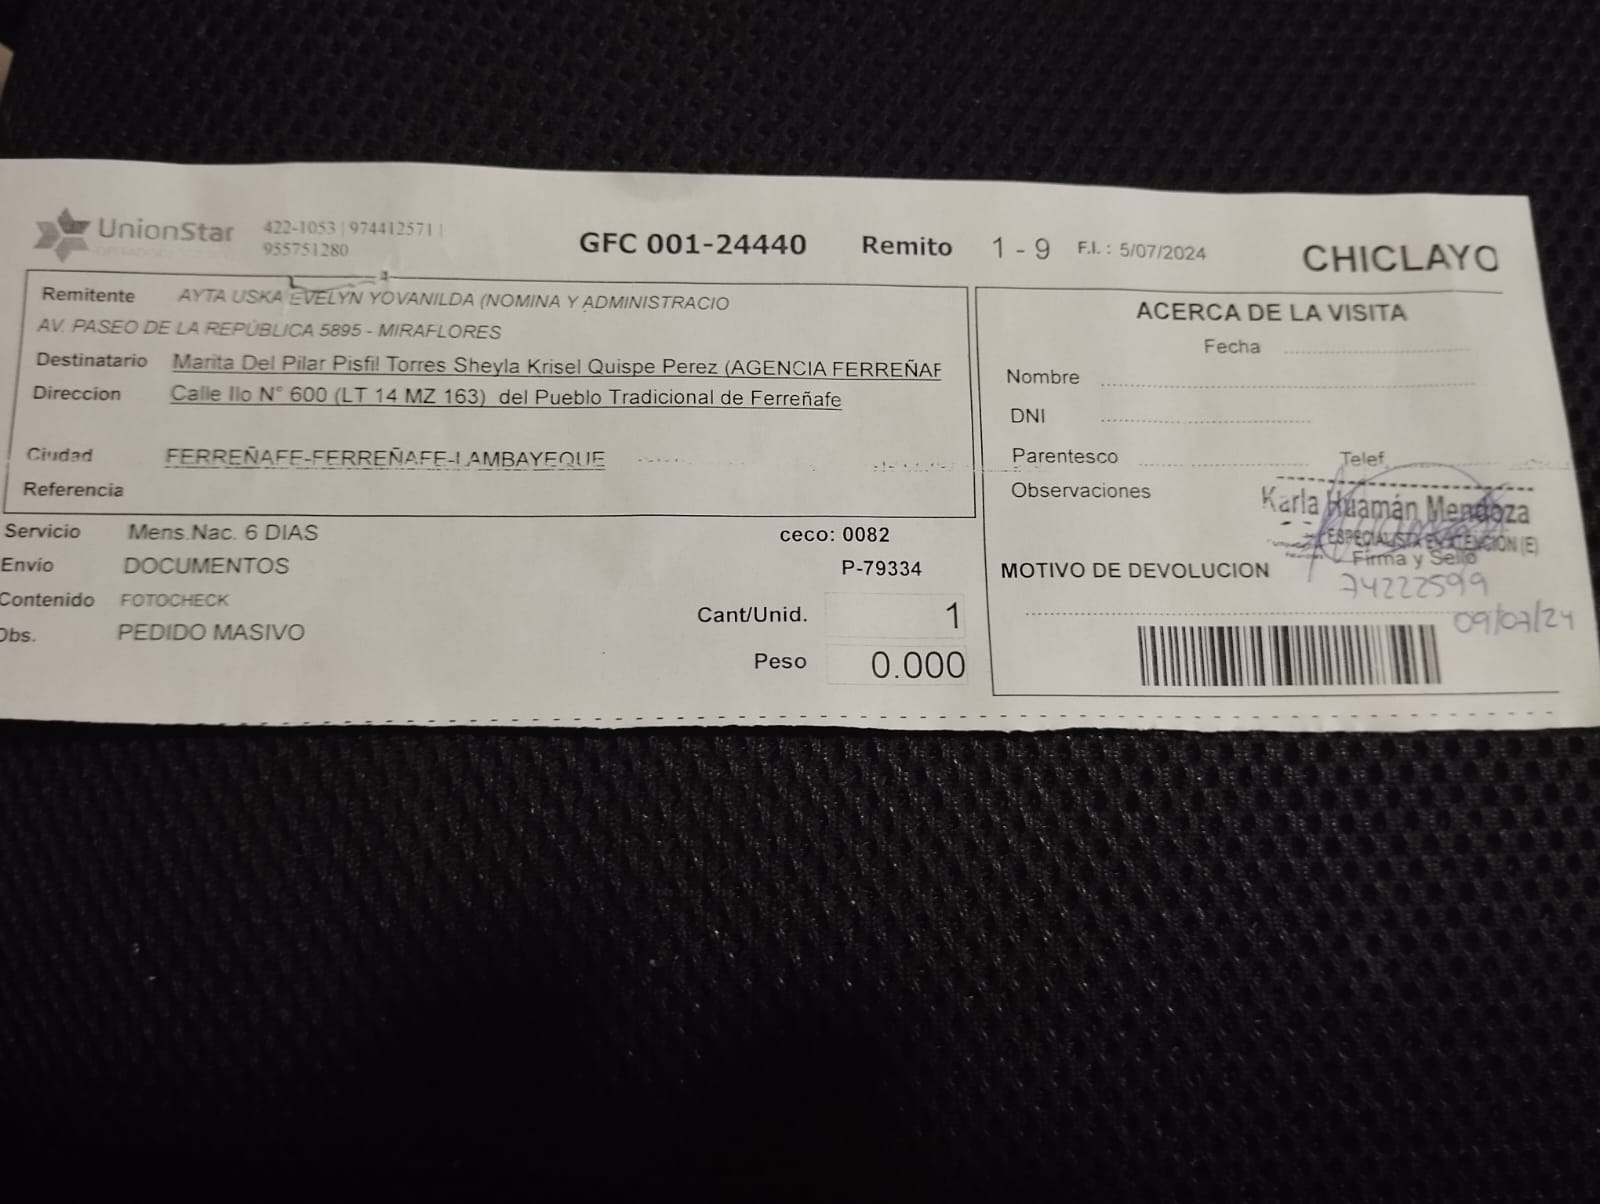 UnionStar 422-1053 | 974412571 |
955751280
GFC 001-24440 Remito 1 - 9 F.I. : 5/07/2024 CHICLAYO
Remitente AYTA USKA EVELYN YOVANILDA (NOMINA Y ADMINISTRACIO
AV. PASEO DE LA REPÚBLICA 5895 - MIRAFLORES
Destinatario Marita Del Pilar Pisfil Torres Sheyla Krisel Quispe Perez (AGENCIA FERREÑAF
Direccion Calle Ilo N° 600 (LT 14 MZ 163) del Pueblo Tradicional de Ferreñafe
Ciudad FERREÑAFE-FERREÑAFE-LAMBAYEQUE
Referencia
Servicio Mens.Nac. 6 DIAS ceco: 0082
Envio DOCUMENTOS P-79334
Contenido FOTOCHECK
Obs. PEDIDO MASIVO
Cant/Unid. 1
Peso 0.000
ACERCA DE LA VISITA
Fecha
Nombre
DNI
Parentesco Telef.
Observaciones
Karla Huamán Mendoza
ESPECIALISTA EN ATENCIÓN (E)
Firma y Sello
MOTIVO DE DEVOLUCION
74222599
09/07/24